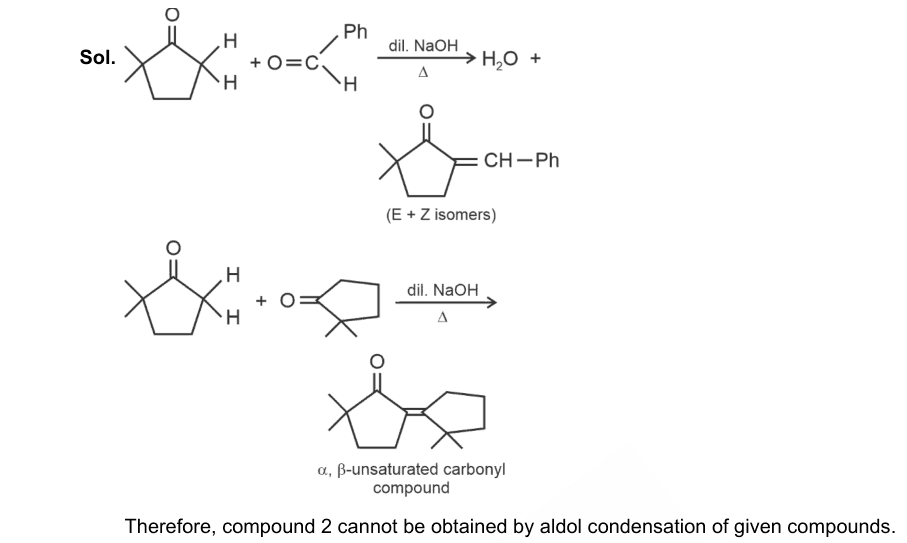 Sol.
O
H
H
+ O=C
Ph
H
dil. NaOH
Δ
H₂O +
O
CH–Ph
(E + Z isomers)
O
H
H
+ O
dil. NaOH
Δ
O
α, β-unsaturated carbonyl
compound
Therefore, compound 2 cannot be obtained by aldol condensation of given compounds.